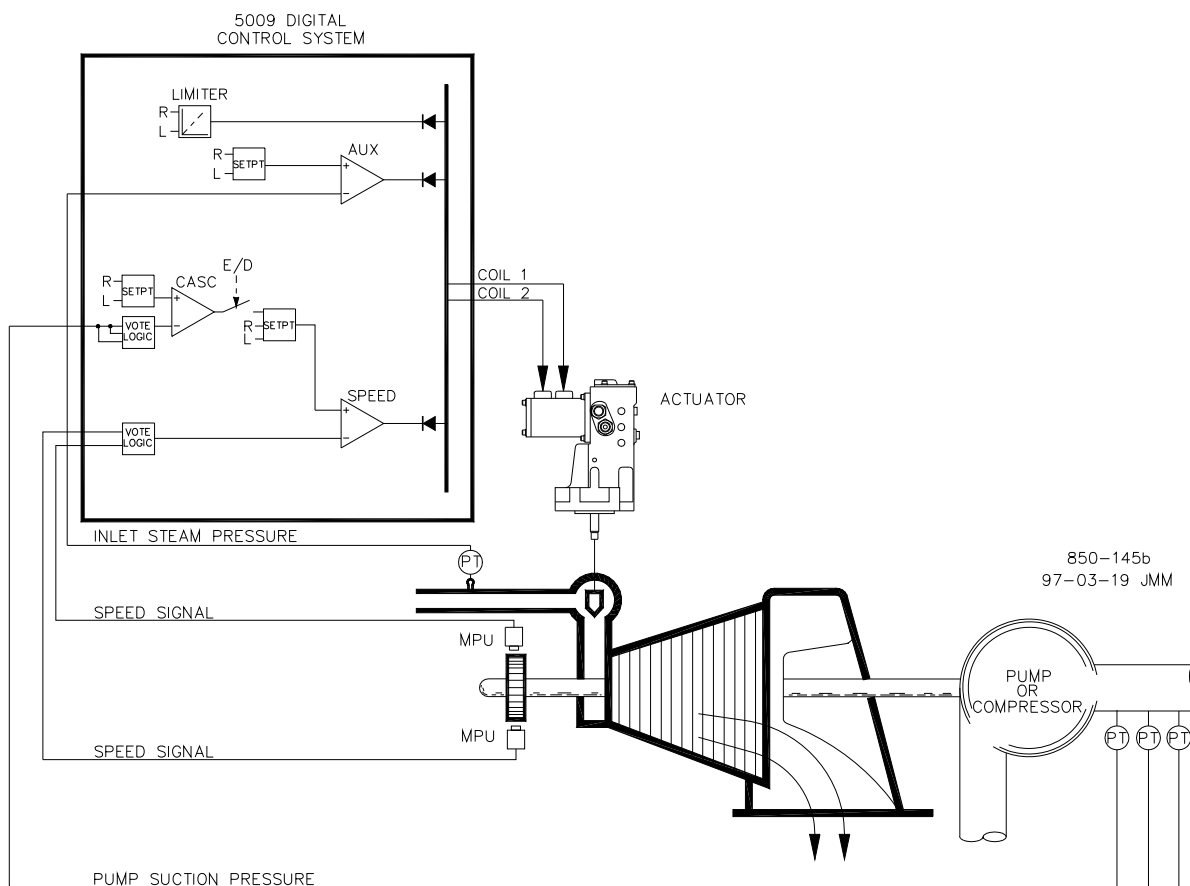 5009 DIGITAL
CONTROL SYSTEM
LIMITER
R
L
R
L
SETPT
AUX
+
−
E/D
R
L
SETPT
CASC
+
−
VOTE
LOGIC
R
L
SETPT
SPEED
+
−
VOTE
LOGIC
COIL 1
COIL 2
ACTUATOR
INLET STEAM PRESSURE
PT
850-145b
97-03-19 JMM
SPEED SIGNAL
MPU
PUMP
OR
COMPRESSOR
MPU
SPEED SIGNAL
PT
PT
PT
PUMP SUCTION PRESSURE